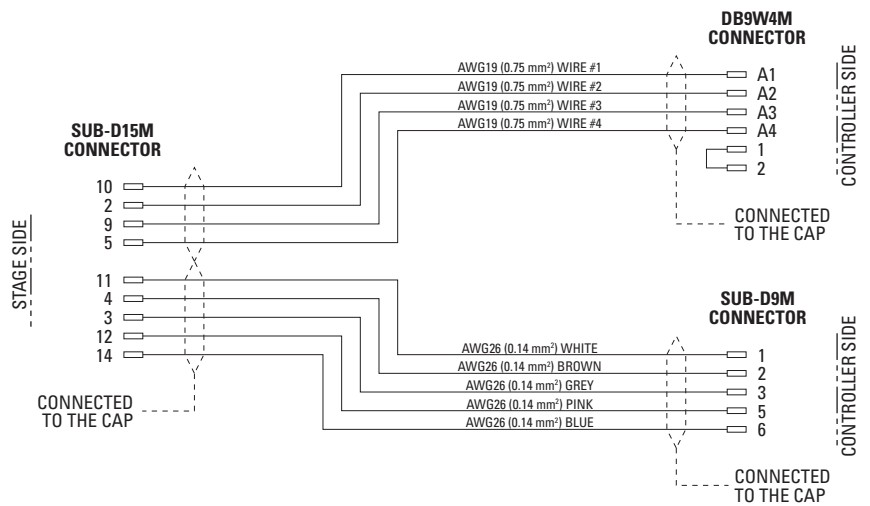 DB9W4M
CONNECTOR
AWG19 (0.75 mm²) WIRE #1
A1
AWG19 (0.75 mm²) WIRE #2
A2
AWG19 (0.75 mm²) WIRE #3
A3
AWG19 (0.75 mm²) WIRE #4
A4
1
2
CONTROLLER SIDE
CONNECTED
TO THE CAP
SUB-D15M
CONNECTOR
10
2
9
5
11
4
3
12
14
STAGE SIDE
CONNECTED
TO THE CAP
SUB-D9M
CONNECTOR
AWG26 (0.14 mm²) WHITE
1
AWG26 (0.14 mm²) BROWN
2
AWG26 (0.14 mm²) GREY
3
AWG26 (0.14 mm²) PINK
5
AWG26 (0.14 mm²) BLUE
6
CONTROLLER SIDE
CONNECTED
TO THE CAP